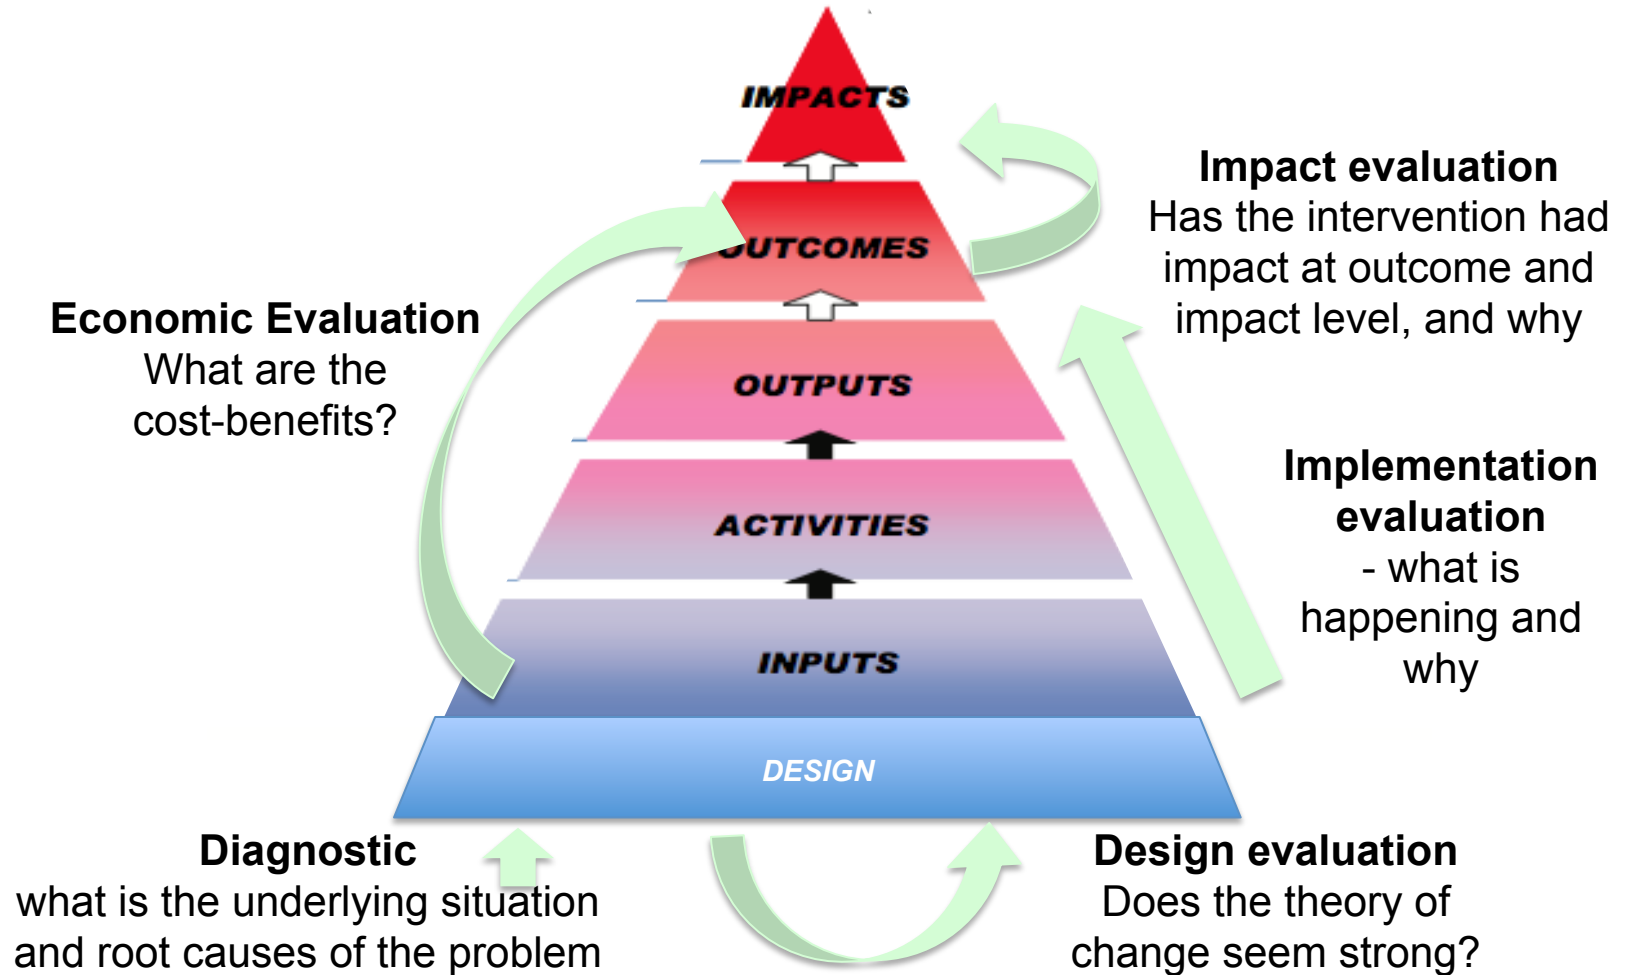 IMPACTS
OUTCOMES
OUTPUTS
ACTIVITIES
INPUTS
DESIGN
Economic Evaluation
What are the
cost-benefits?
Impact evaluation
Has the intervention had
impact at outcome and
impact level, and why
Implementation
evaluation
- what is
happening and
why
Diagnostic
what is the underlying situation
and root causes of the problem
Design evaluation
Does the theory of
change seem strong?